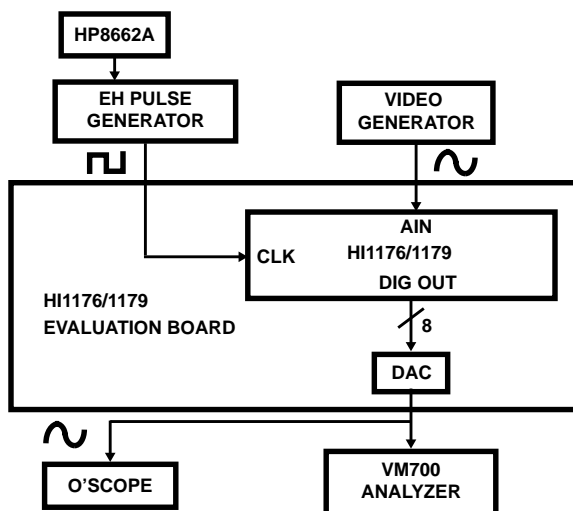 HP8662A
EH PULSE
GENERATOR
VIDEO
GENERATOR
AIN
CLK
HI1176/1179
DIG OUT
HI1176/1179
EVALUATION BOARD
8
DAC
O’SCOPE
VM700
ANALYZER